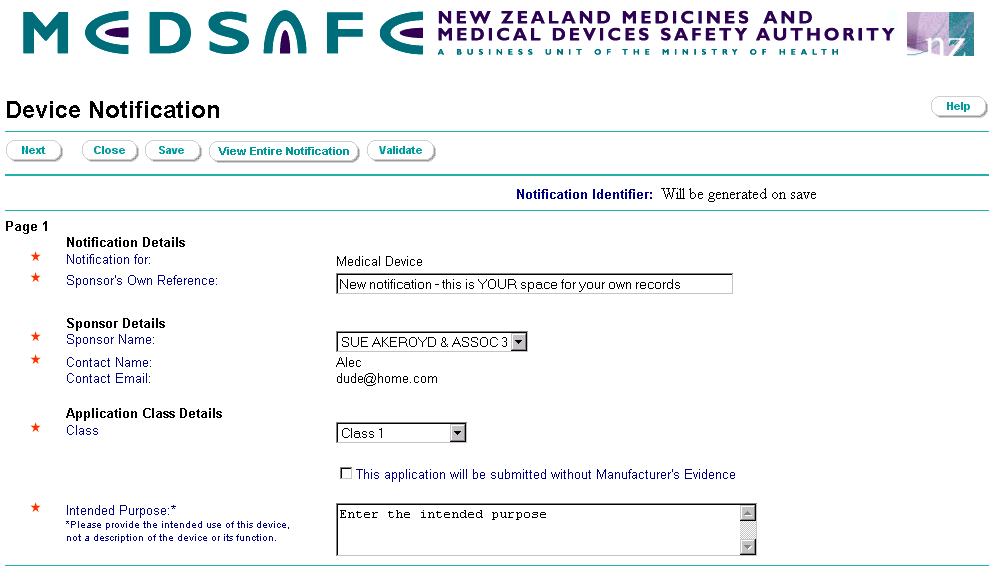 MEDSAFE
NEW ZEALAND MEDICINES AND
MEDICAL DEVICES SAFETY AUTHORITY
A BUSINESS UNIT OF THE MINISTRY OF HEALTH
nz
Device Notification
Help
Next Close Save View Entire Notification Validate
Notification Identifier: Will be generated on save
Page 1
Notification Details
Notification for: Medical Device
Sponsor's Own Reference: New notification - this is YOUR space for your own records
Sponsor Details
Sponsor Name: SUE AKEROYD & ASSOC 3
Contact Name: Alec
Contact Email: dude@home.com
Application Class Details
Class Class 1
This application will be submitted without Manufacturer's Evidence
Intended Purpose:* Enter the intended purpose
*Please provide the intended use of this device,
not a description of the device or its function.